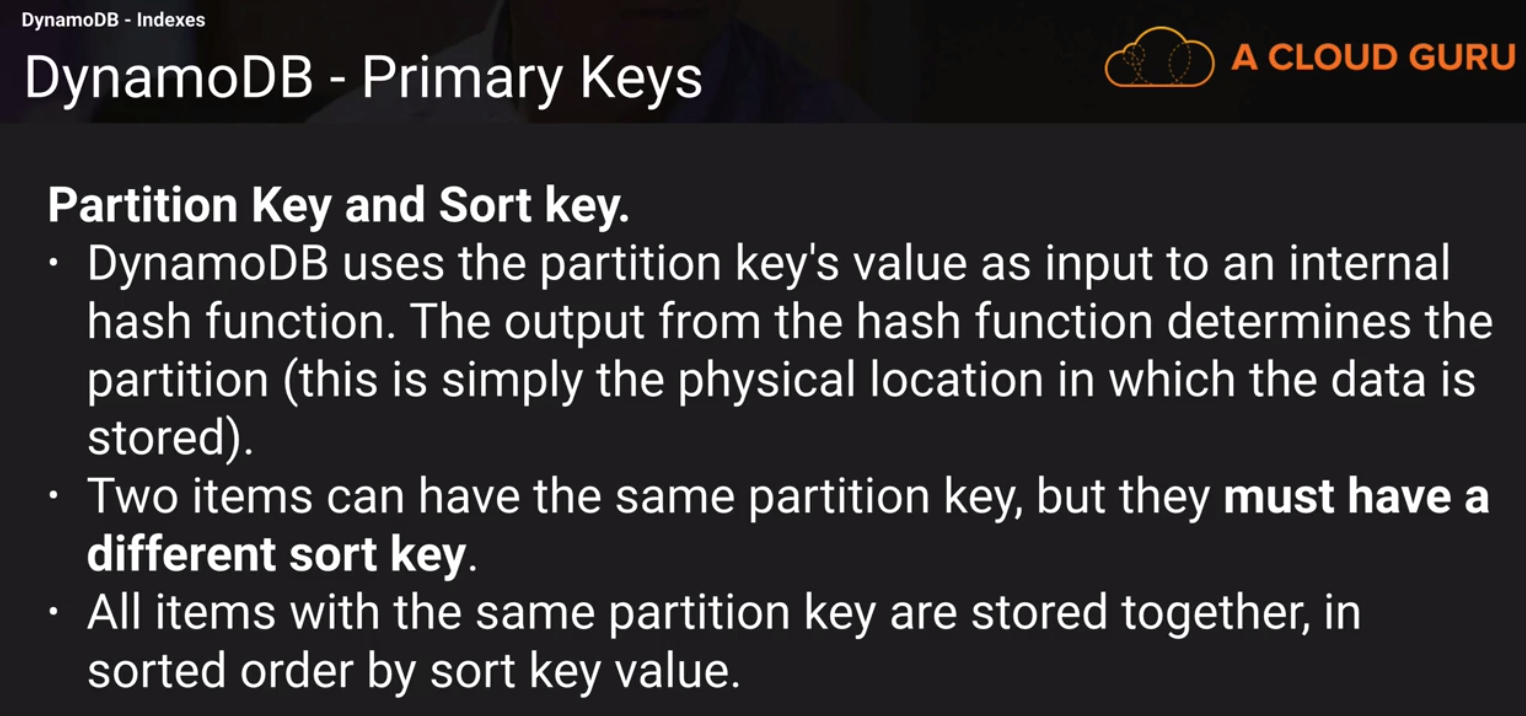 DynamoDB - Indexes
DynamoDB - Primary Keys
A CLOUD GURU
Partition Key and Sort key.
· DynamoDB uses the partition key's value as input to an internal
hash function. The output from the hash function determines the
partition (this is simply the physical location in which the data is
stored).
· Two items can have the same partition key, but they must have a
different sort key.
· All items with the same partition key are stored together, in
sorted order by sort key value.